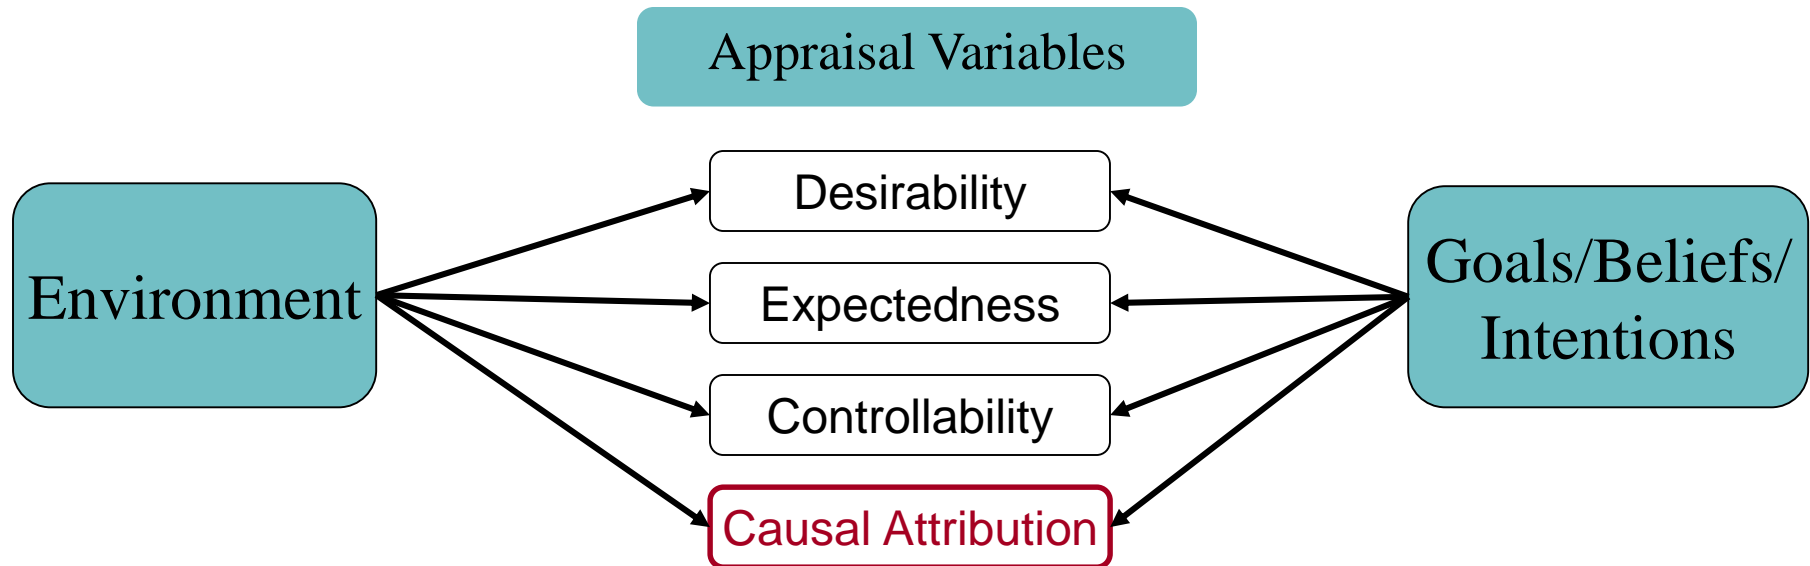 Appraisal Variables
Desirability
Environment
Expectedness
Goals/Beliefs/
Intentions
Controllability
Causal Attribution